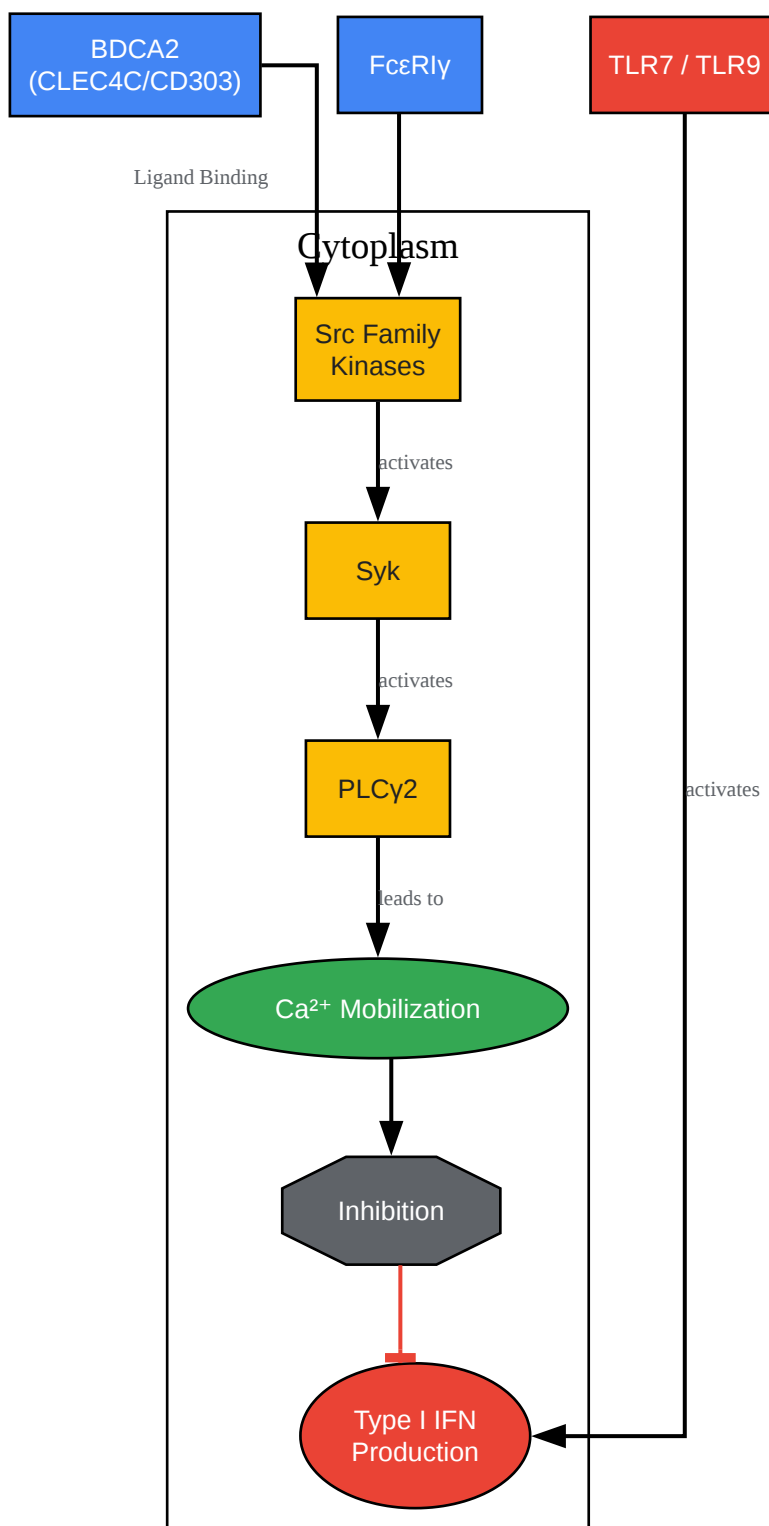 BDCA2
(CLEC4C/CD303)
FcεRIγ
TLR7 / TLR9
Ligand Binding
Cytoplasm
Src Family
Kinases
activates
Syk
activates
PLCγ2
activates
leads to
Ca²⁺ Mobilization
Inhibition
Type I IFN
Production